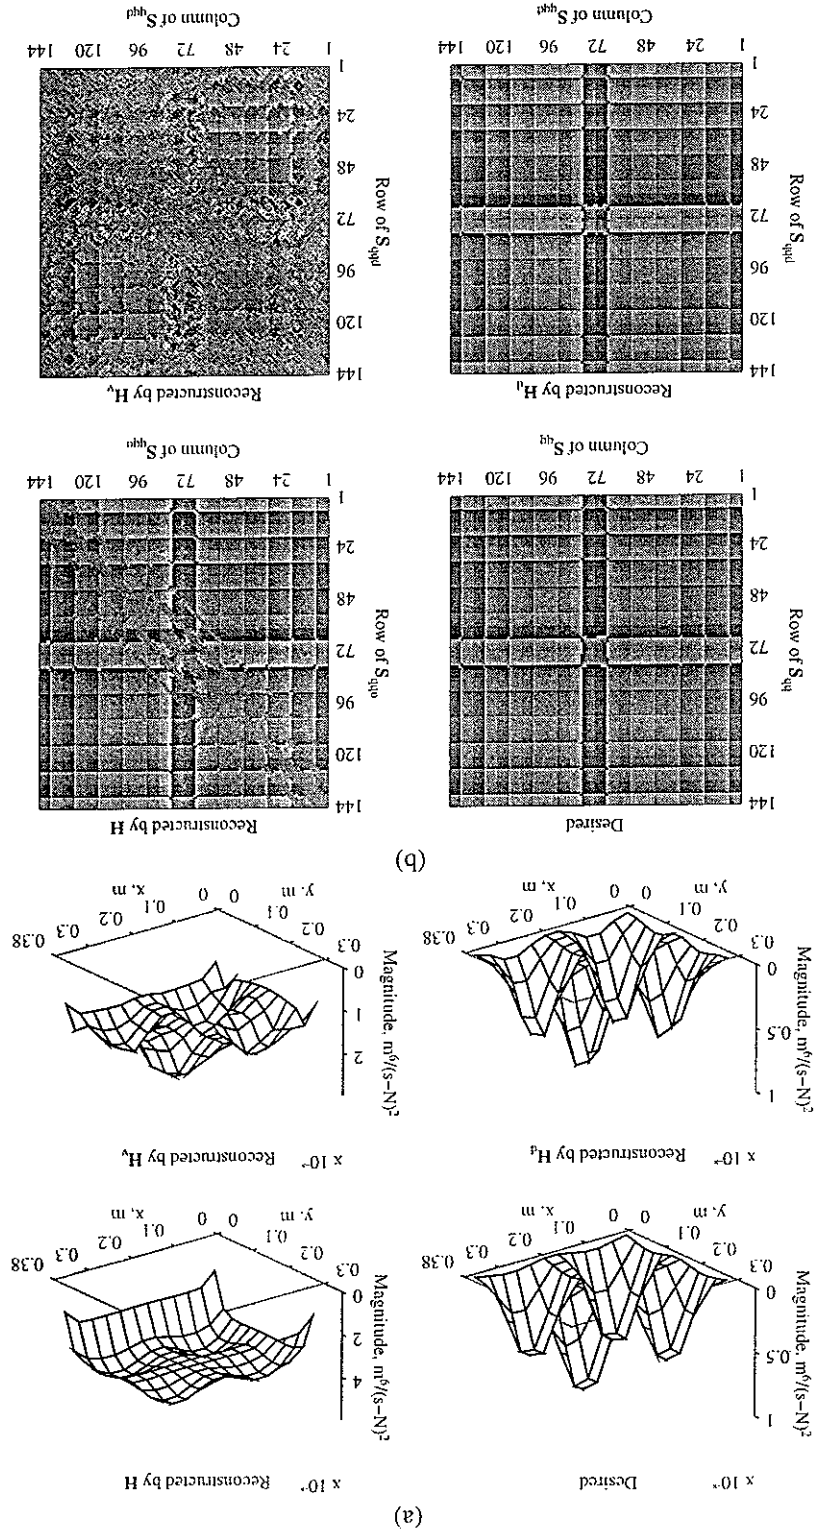 (a)
Desired
Magnitude, m⁶/(s–N)²
1
0.5
0
0.3
0.2
0.1
0
y, m
0
0.1
0.2
0.3
0.38
x, m
Reconstructed by H
Magnitude, m⁶/(s–N)²
4
2
0
0.3
0.2
0.1
0
y, m
0
0.1
0.2
0.3
0.38
x, m
Reconstructed by H_d
Magnitude, m⁶/(s–N)²
1
0.5
0
0.3
0.2
0.1
0
y, m
0
0.1
0.2
0.3
0.38
x, m
Reconstructed by H_v
Magnitude, m⁶/(s–N)²
2
1
0
0.3
0.2
0.1
0
y, m
0
0.1
0.2
0.3
0.38
x, m
(b)
Desired
144
120
96
72
48
24
1
Row of S_qq
1 24 48 72 96 120 144
Column of S_qq
Reconstructed by H
144
120
96
72
48
24
1
Row of S_qqo
1 24 48 72 96 120 144
Column of S_qqo
Reconstructed by H_d
144
120
96
72
48
24
1
Row of S_qqd
1 24 48 72 96 120 144
Column of S_qqd
Reconstructed by H_v
144
120
96
72
48
24
1
Row of S_qqd
1 24 48 72 96 120 144
Column of S_qqd